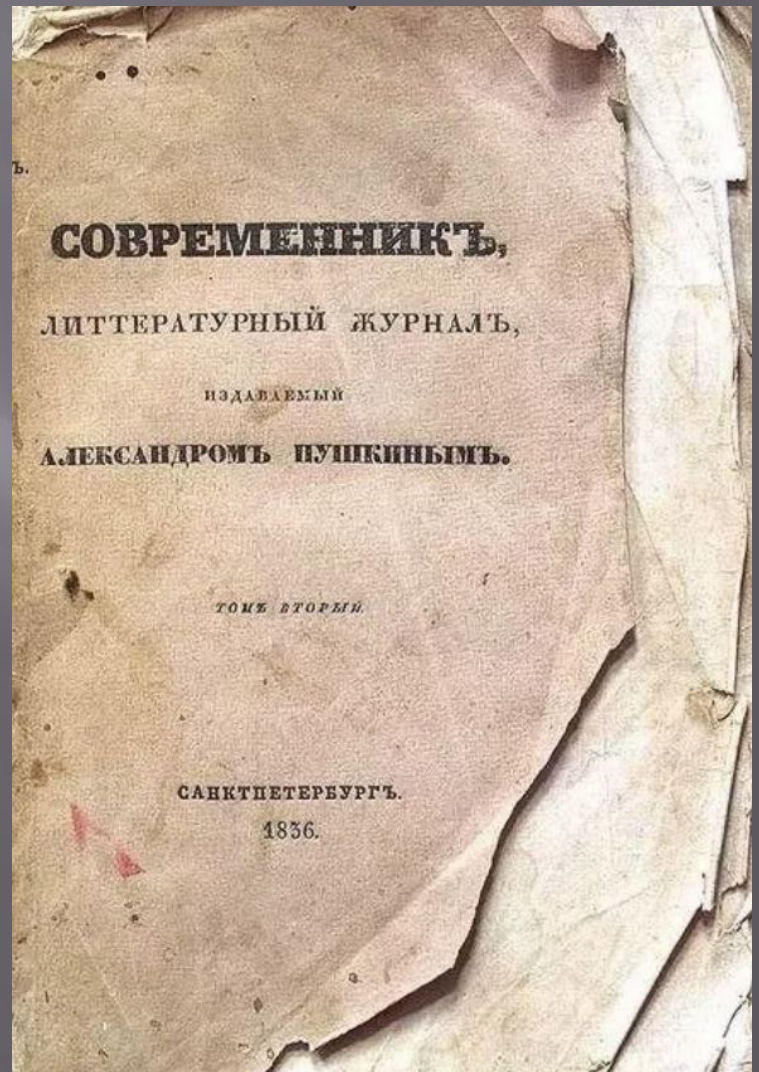 ъ.
СОВРЕМЕННИКЪ,
ЛИТТЕРАТУРНЫЙ ЖУРНАЛЪ,
ИЗДАВАЕМЫЙ
АЛЕКСАНДРОМЪ ПУШКИНЫМЪ.
ТОМЪ ВТОРЫЙ.
САНКТПЕТЕРБУРГЪ.
1836.